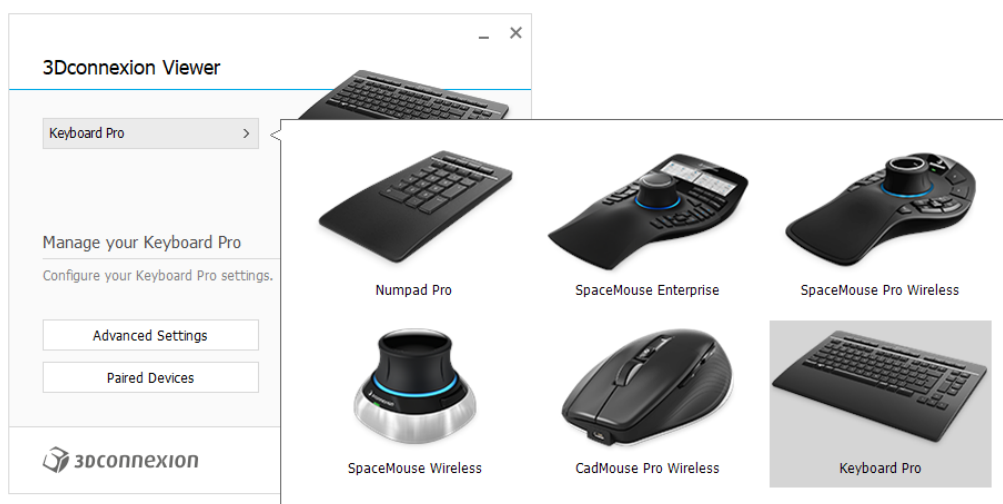 3Dconnexion Viewer
Keyboard Pro
Manage your Keyboard Pro
Configure your Keyboard Pro settings.
Advanced Settings
Paired Devices
3DCONNEXION
Numpad Pro
SpaceMouse Enterprise
SpaceMouse Pro Wireless
SpaceMouse Wireless
CadMouse Pro Wireless
Keyboard Pro